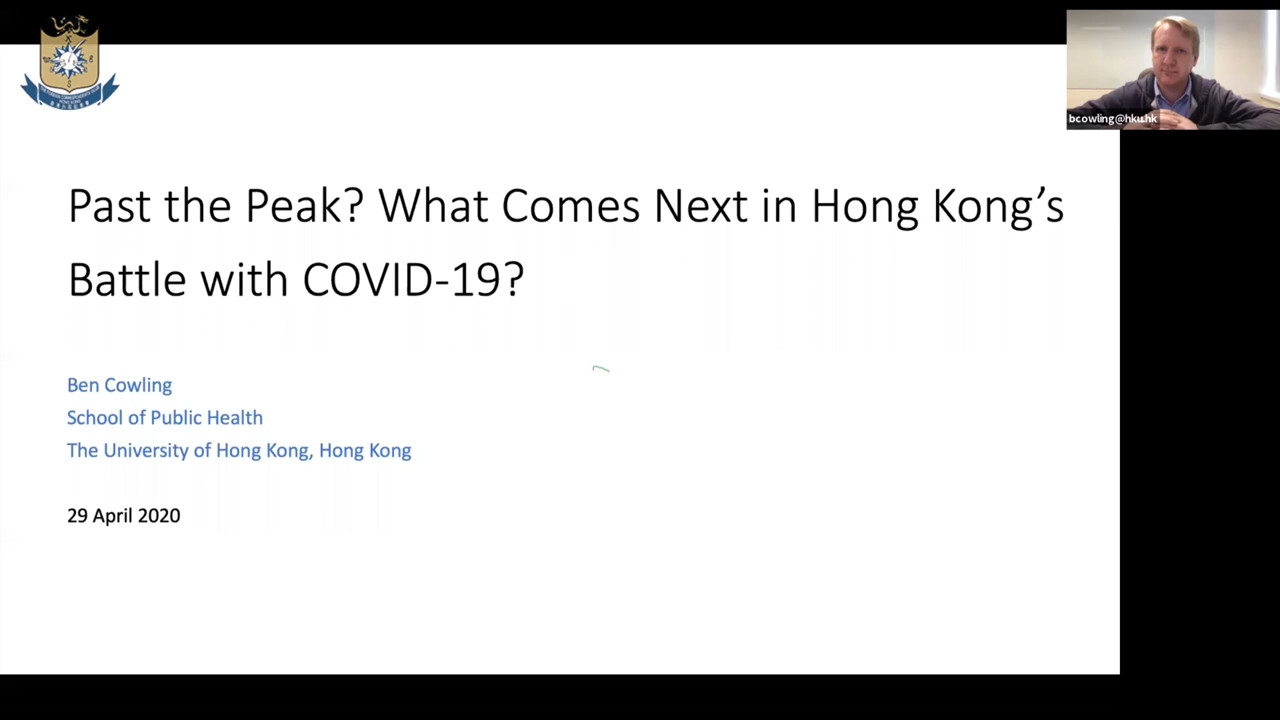 Past the Peak? What Comes Next in Hong Kong's
Battle with COVID-19?
Ben Cowling
School of Public Health
The University of Hong Kong, Hong Kong
29 April 2020
bcowling@hku.hk